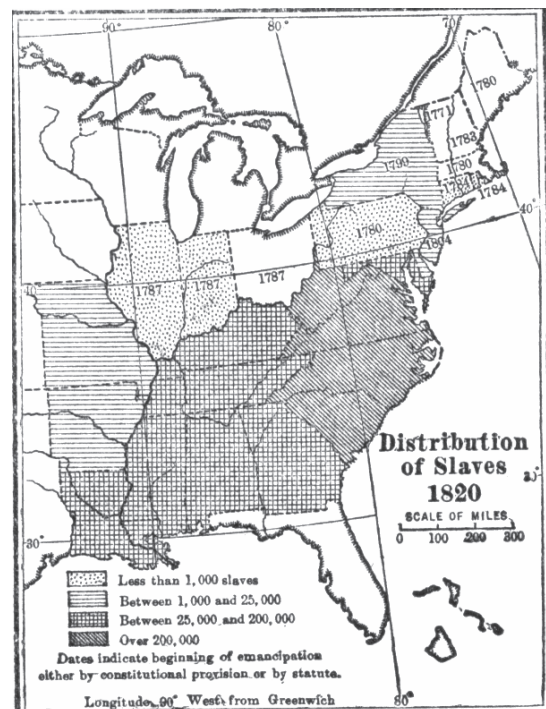 90°
80°
70°
1780
177
1783
1799
1780
1784
1780
40°
1804
1787
1787
1787
40
Distribution
of Slaves
1820
SCALE OF MILES
0 100 200 300
30°
Less than 1,000 slaves
Between 1,000 and 25,000
Between 25,000 and 200,000
Over 200,000
Dates indicate beginning of emancipation
either by constitutional provision or by statute.
Longitude 90° West from Greenwich
80°